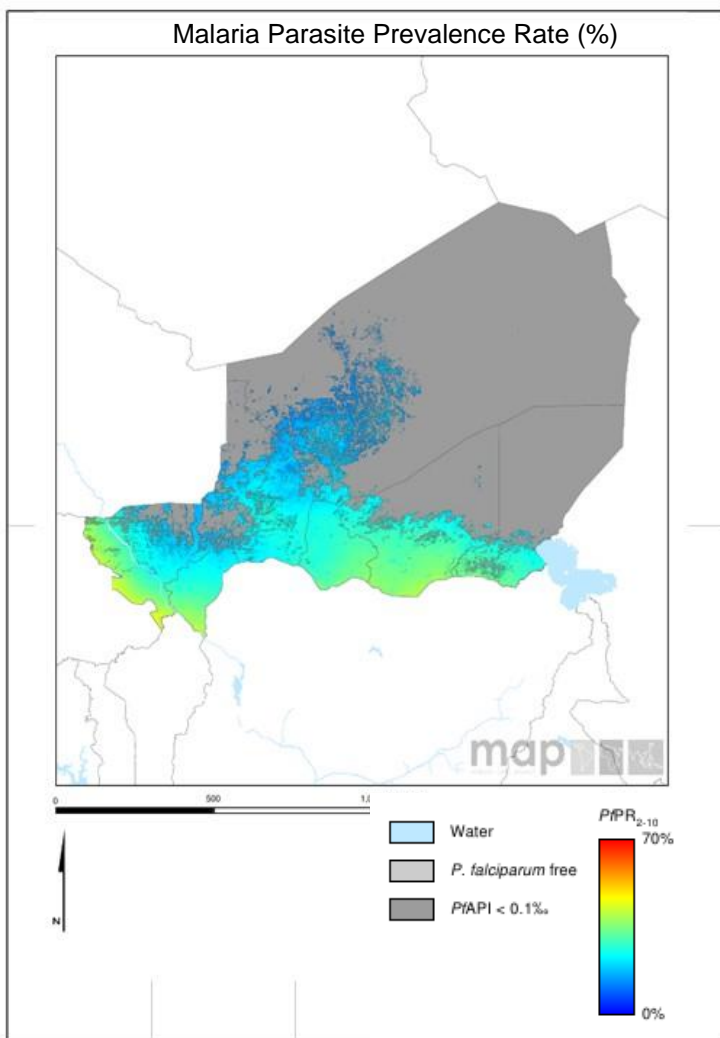 Malaria Parasite Prevalence Rate (%)
map
0
500
Water
P. falciparum free
PfAPI < 0.1‰
PfPR2-10
70%
0%
N